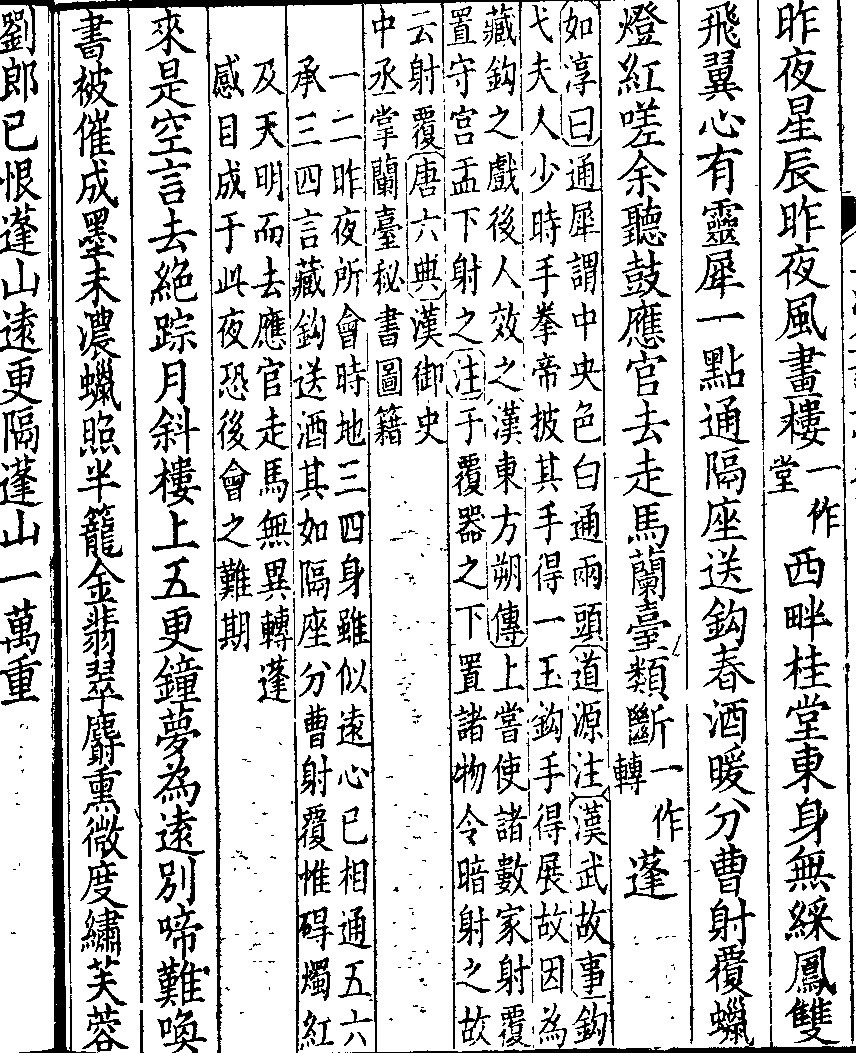 昨夜星辰昨夜風畫樓一作堂西畔桂堂東身無綵鳳雙
飛翼心有靈犀一點通隔座送鈎春酒暖分曹射覆蠟
燈紅嗟余聽鼓應官去走馬蘭臺類斷一作轉蓬
如淳曰通犀謂中央色白通兩頭道源注漢武故事鈎
弋夫人少時手拳帝披其手得一玉鈎手得展故因為
藏鈎之戲後人效之漢東方朔傳上嘗使諸數家射覆
置守宮盂下射之注于覆器之下置諸物令暗射之故
云射覆唐六典漢御史
中丞掌蘭臺秘書圖籍
一二昨夜所會時地三四身雖似遠心已相通五六
承三四言藏鈎送酒其如隔座分曹射覆惟碍燭紅
及天明而去應官走馬無異轉蓬
感目成于此夜恐後會之難期
來是空言去絕踪月斜樓上五更鐘夢為遠別啼難喚
書被催成墨未濃蠟照半籠金翡翠麝熏微度繡芙蓉
劉郎已恨蓬山遠更隔蓬山一萬重